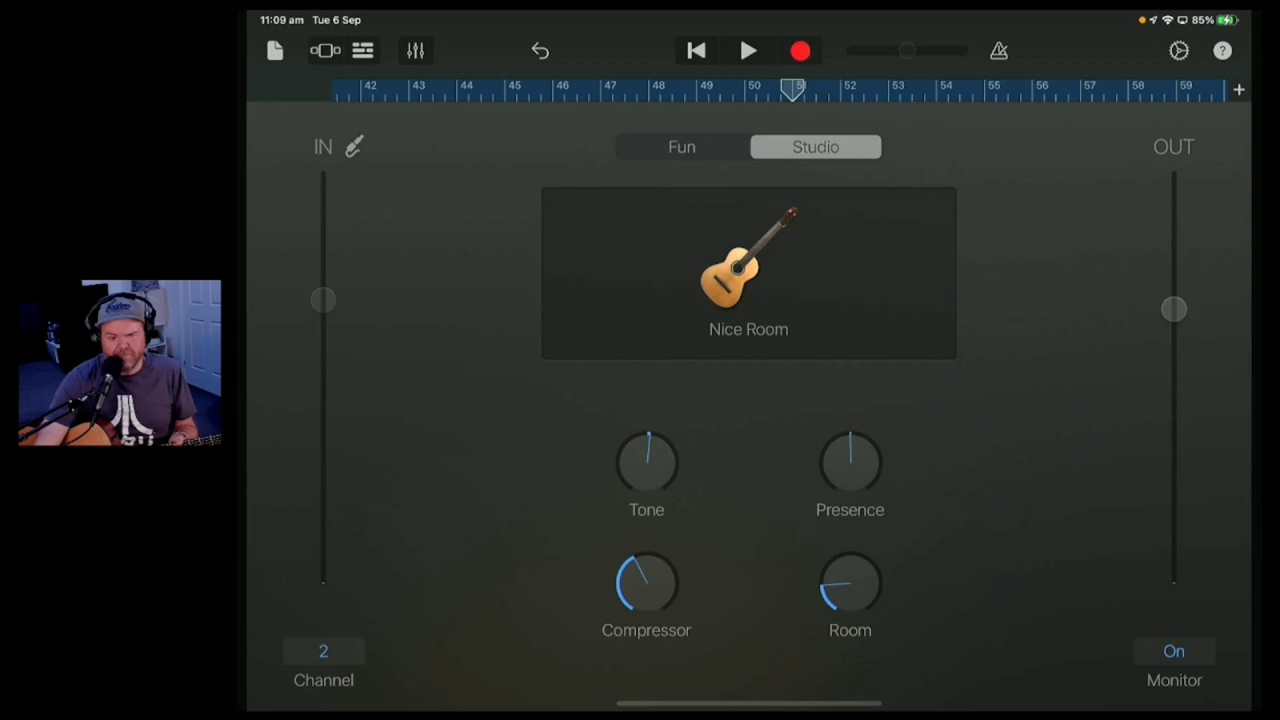 11:09 am Tue 6 Sep
85%
42 43 44 45 46 47 48 49 50 51 52 53 54 55 56 57 58 59
IN
Fun Studio
OUT
Nice Room
Tone Presence
Compressor Room
2
Channel
On
Monitor